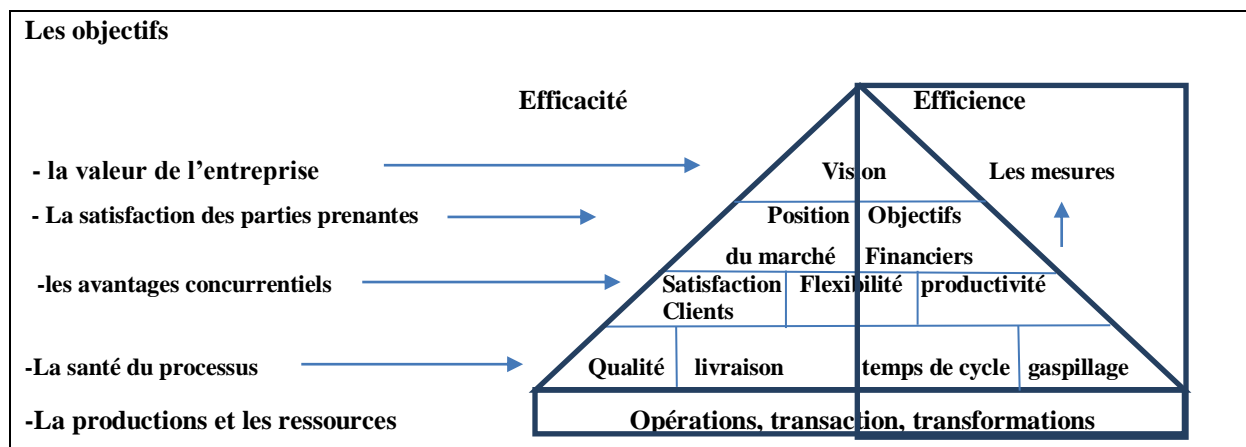 Les objectifs
Efficacité Efficience
- la valeur de l'entreprise Vision Les mesures
- La satisfaction des parties prenantes Position Objectifs
du marché Financiers
-les avantages concurrentiels Satisfaction Flexibilité productivité
Clients
-La santé du processus Qualité livraison temps de cycle gaspillage
-La productions et les ressources Opérations, transaction, transformations